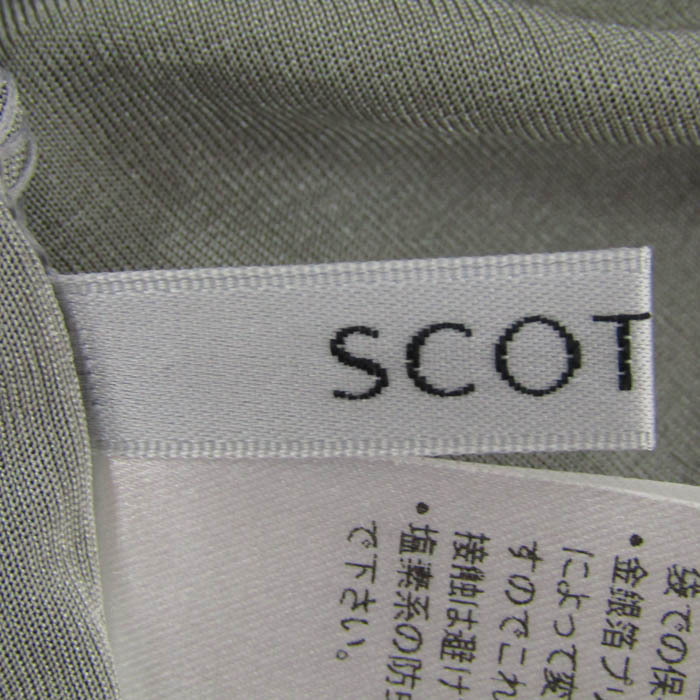 SCOT
袋での保
・金銀箔プ
によって変
すのでこれ
接触は避け
・塩素系の防虫
で下さい。